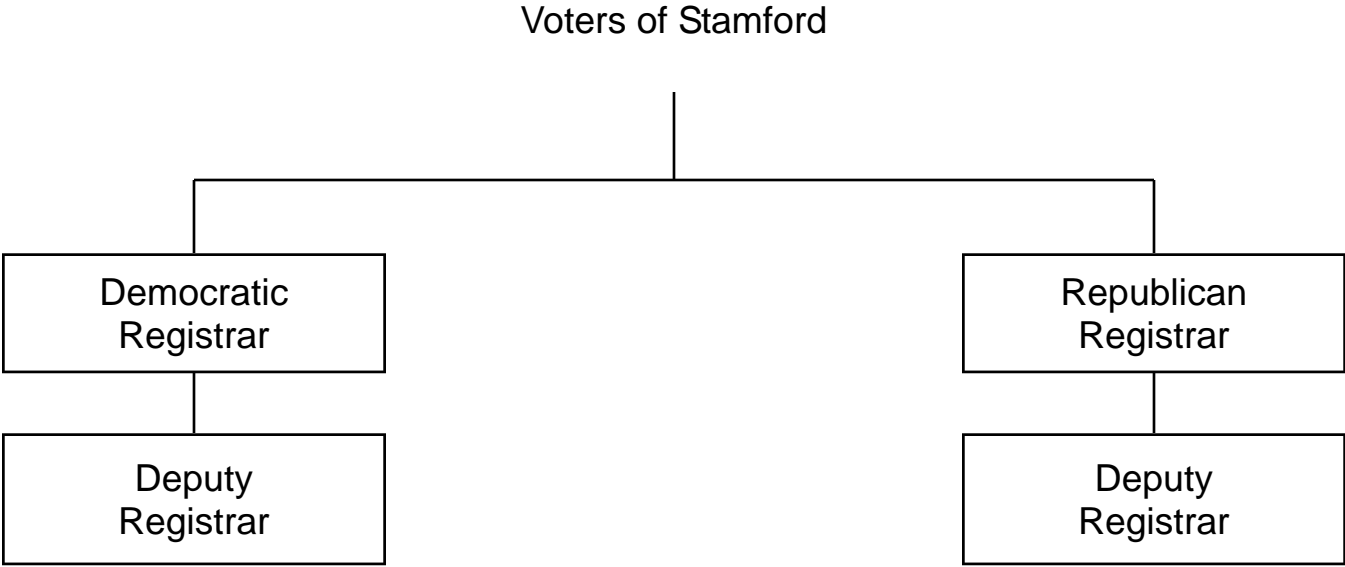 Voters of Stamford
Democratic
Registrar
Republican
Registrar
Deputy
Registrar
Deputy
Registrar